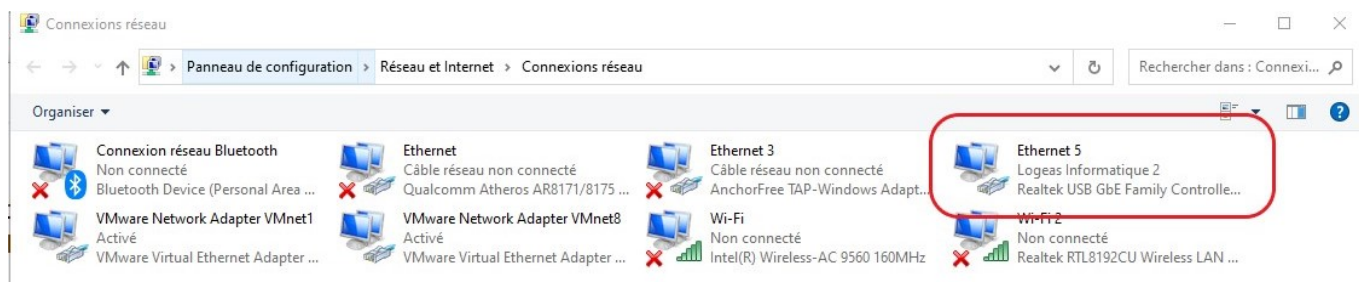 Connexions réseau
Panneau de configuration > Réseau et Internet > Connexions réseau
Rechercher dans : Connexi...
Organiser
Connexion réseau Bluetooth
Non connecté
Bluetooth Device (Personal Area ...
Ethernet
Câble réseau non connecté
Qualcomm Atheros AR8171/8175 ...
Ethernet 3
Câble réseau non connecté
AnchorFree TAP-Windows Adapt...
Ethernet 5
Logeas Informatique 2
Realtek USB GbE Family Controlle...
VMware Network Adapter VMnet1
Activé
VMware Virtual Ethernet Adapter ...
VMware Network Adapter VMnet8
Activé
VMware Virtual Ethernet Adapter ...
Wi-Fi
Non connecté
Intel(R) Wireless-AC 9560 160MHz
Wi-Fi 2
Non connecté
Realtek RTL8192CU Wireless LAN ...